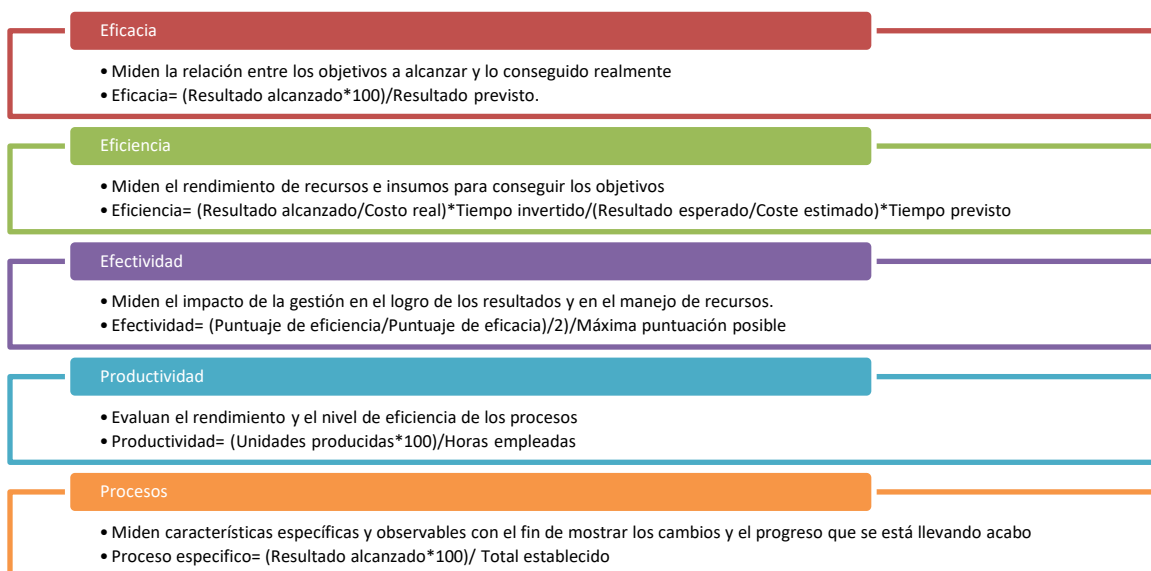 Eficacia
• Miden la relación entre los objetivos a alcanzar y lo conseguido realmente
• Eficacia= (Resultado alcanzado*100)/Resultado previsto.
Eficiencia
• Miden el rendimiento de recursos e insumos para conseguir los objetivos
• Eficiencia= (Resultado alcanzado/Costo real)*Tiempo invertido/(Resultado esperado/Coste estimado)*Tiempo previsto
Efectividad
• Miden el impacto de la gestión en el logro de los resultados y en el manejo de recursos.
• Efectividad= (Puntuaje de eficiencia/Puntuaje de eficacia)/2)/Máxima puntuación posible
Productividad
• Evaluan el rendimiento y el nivel de eficiencia de los procesos
• Productividad= (Unidades producidas*100)/Horas empleadas
Procesos
• Miden características específicas y observables con el fin de mostrar los cambios y el progreso que se está llevando acabo
• Proceso especifico= (Resultado alcanzado*100)/ Total establecido